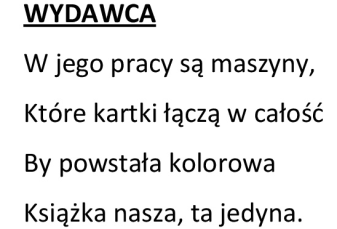 WYDAWCA
W jego pracy są maszyny,
Które kartki łączą w całość
By powstała kolorowa
Książka nasza, ta jedyna.